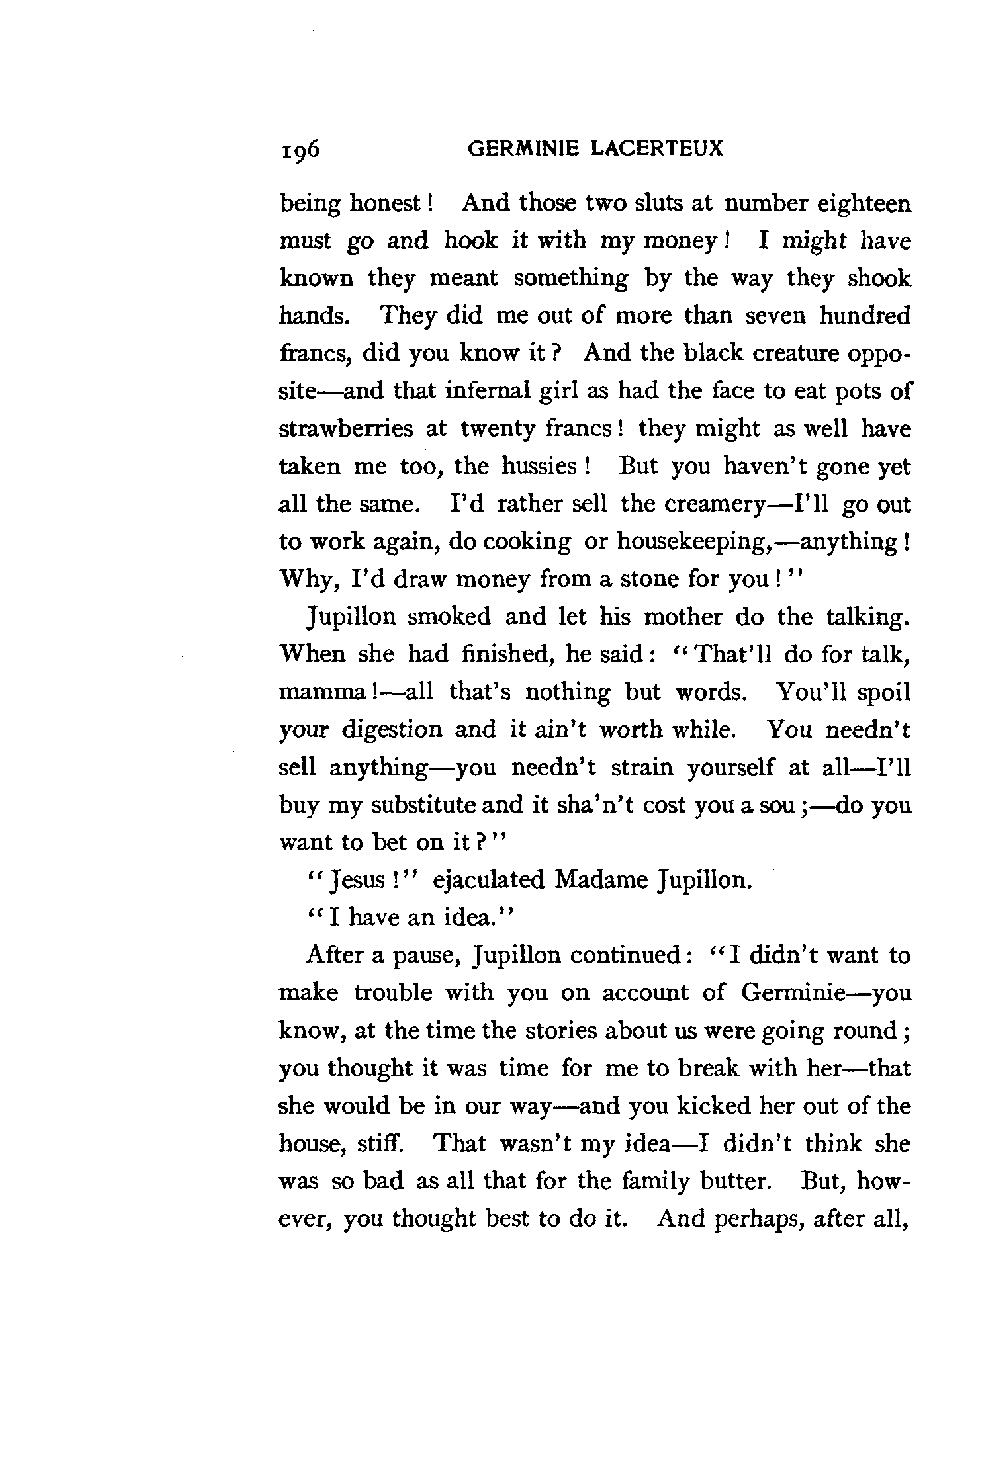 196 GERMINIE LACERTEUX
being honest! And those two sluts at number eighteen
must go and hook it with my money! I might have
known they meant something by the way they shook
hands. They did me out of more than seven hundred
francs, did you know it? And the black creature oppo-
site—and that infernal girl as had the face to eat pots of
strawberries at twenty francs! they might as well have
taken me too, the hussies! But you haven't gone yet
all the same. I'd rather sell the creamery—I'll go out
to work again, do cooking or housekeeping,—anything!
Why, I'd draw money from a stone for you!"
Jupillon smoked and let his mother do the talking.
When she had finished, he said: "That'll do for talk,
mamma!—all that's nothing but words. You'll spoil
your digestion and it ain't worth while. You needn't
sell anything—you needn't strain yourself at all—I'll
buy my substitute and it sha'n't cost you a sou;—do you
want to bet on it?"
"Jesus!" ejaculated Madame Jupillon.
"I have an idea."
After a pause, Jupillon continued: "I didn't want to
make trouble with you on account of Germinie—you
know, at the time the stories about us were going round;
you thought it was time for me to break with her—that
she would be in our way—and you kicked her out of the
house, stiff. That wasn't my idea—I didn't think she
was so bad as all that for the family butter. But, how-
ever, you thought best to do it. And perhaps, after all,